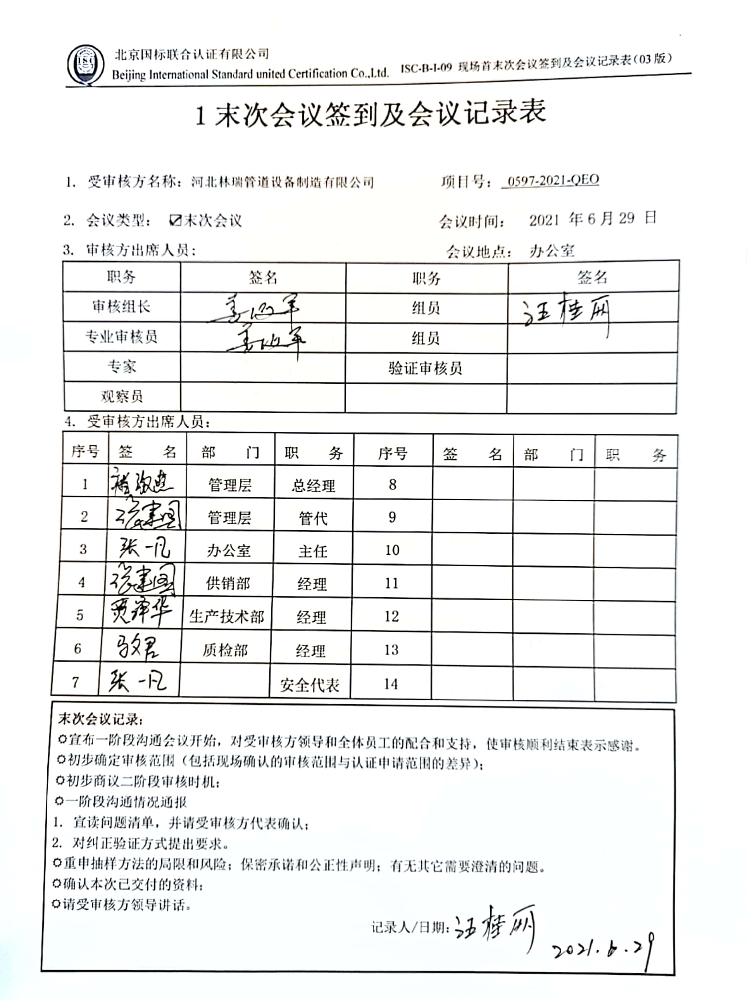 ISC
北京国标联合认证有限公司
Beijing International Standard united Certification Co.,Ltd. ISC-B-I-09 现场首末次会议签到及会议记录表(03 版)
1 末次会议签到及会议记录表
1. 受审核方名称：河北林瑞管道设备制造有限公司 项目号： 0597-2021-QEO
2. 会议类型： ☑末次会议 会议时间： 2021 年 6 月 29 日
3. 审核方出席人员： 会议地点： 办公室
职务 签名 职务 签名
审核组长 组员 汪桂丽
专业审核员 组员
专家 验证审核员
观察员
4. 受审核方出席人员：
序号 签 名 部 门 职 务 序号 签 名 部 门 职 务
1 管理层 总经理 8
2 张建国 管理层 管代 9
3 张一凡 办公室 主任 10
4 张建国 供销部 经理 11
5 贾泽华 生产技术部 经理 12
6 马文君 质检部 经理 13
7 张一凡 安全代表 14
末次会议记录：
✩宣布一阶段沟通会议开始，对受审核方领导和全体员工的配合和支持，使审核顺利结束表示感谢。
✩初步确定审核范围（包括现场确认的审核范围与认证申请范围的差异）；
✩初步商议二阶段审核时机；
✩一阶段沟通情况通报
1. 宣读问题清单，并请受审核方代表确认；
2. 对纠正验证方式提出要求。
✩重申抽样方法的局限和风险；保密承诺和公正性声明；有无其它需要澄清的问题。
✩确认本次已交付的资料；
✩请受审核方领导讲话。
记录人/日期：汪桂丽
2021.6.29